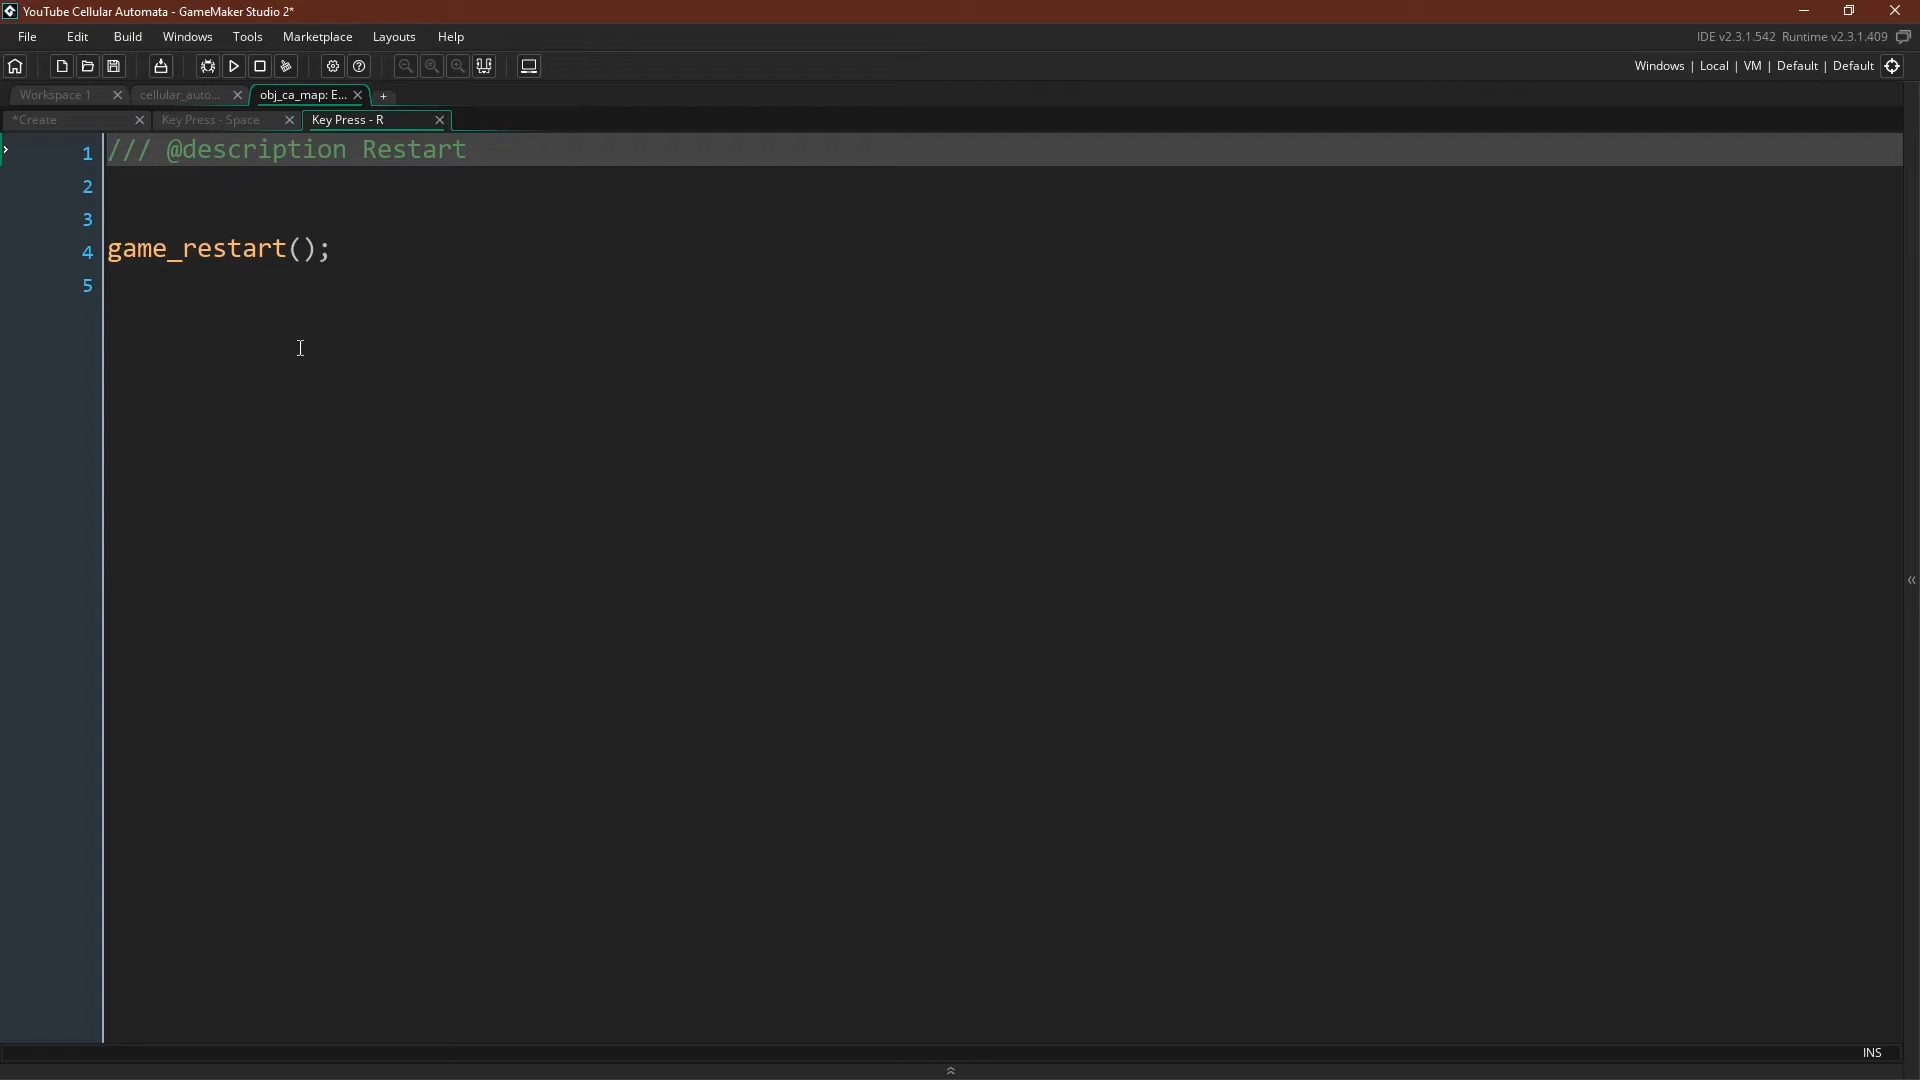 YouTube Cellular Automata - GameMaker Studio 2*
File Edit Build Windows Tools Marketplace Layouts Help
IDE v2.3.1.542 Runtime v2.3.1.409
Windows | Local | VM | Default | Default
Workspace 1 cellular_auto... obj_ca_map: E... +
*Create Key Press - Space Key Press - R
1 /// @description Restart
2
3
4 game_restart();
5
INS